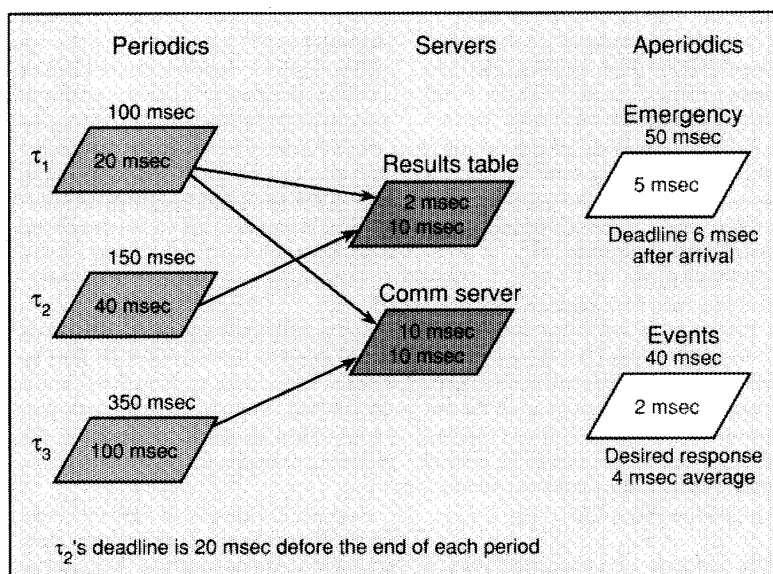 Periodics
100 msec
τ1
20 msec
150 msec
τ2
40 msec
350 msec
τ3
100 msec
Servers
Results table
2 msec
10 msec
Comm server
10 msec
10 msec
Aperiodics
Emergency
50 msec
5 msec
Deadline 6 msec
after arrival
Events
40 msec
2 msec
Desired response
4 msec average
τ2's deadline is 20 msec defore the end of each period